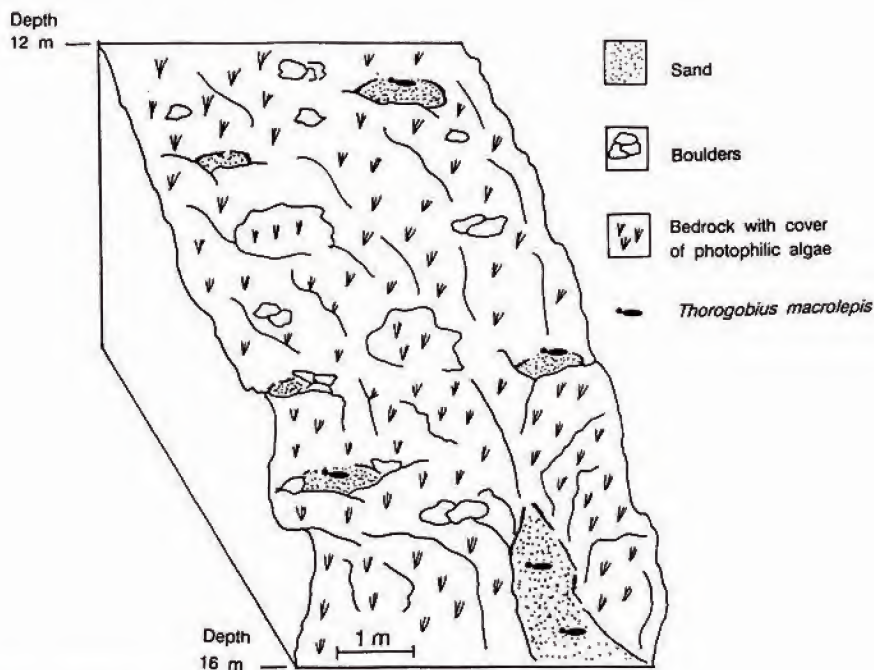 Depth
12 m
Sand
Boulders
Bedrock with cover
of photophilic algae
Thorogobius macrolepis
Depth
16 m
1 m